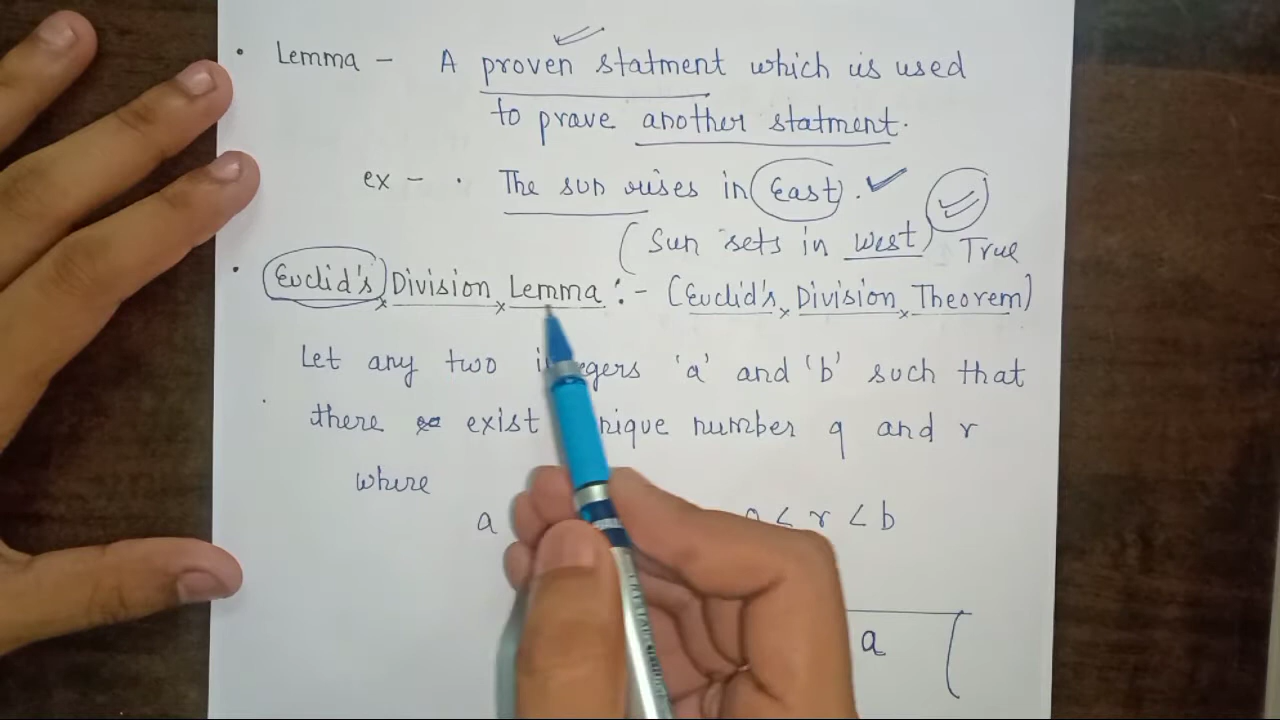 Lemma - A proven statment which is used
to prave another statment.
ex - . The sun rises in East.
(Sun sets in west) True
Euclid's Division Lemma :- (Euclid's Division Theorem)
Let any two integers 'a' and 'b' such that
there exist unique number q and r
where
a < r < b
a (